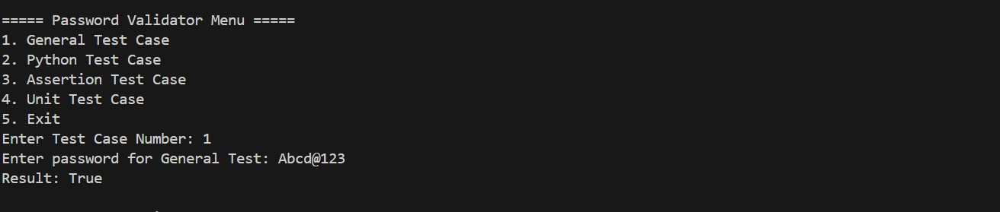 ===== Password Validator Menu =====
1. General Test Case
2. Python Test Case
3. Assertion Test Case
4. Unit Test Case
5. Exit
Enter Test Case Number: 1
Enter password for General Test: Abcd@123
Result: True